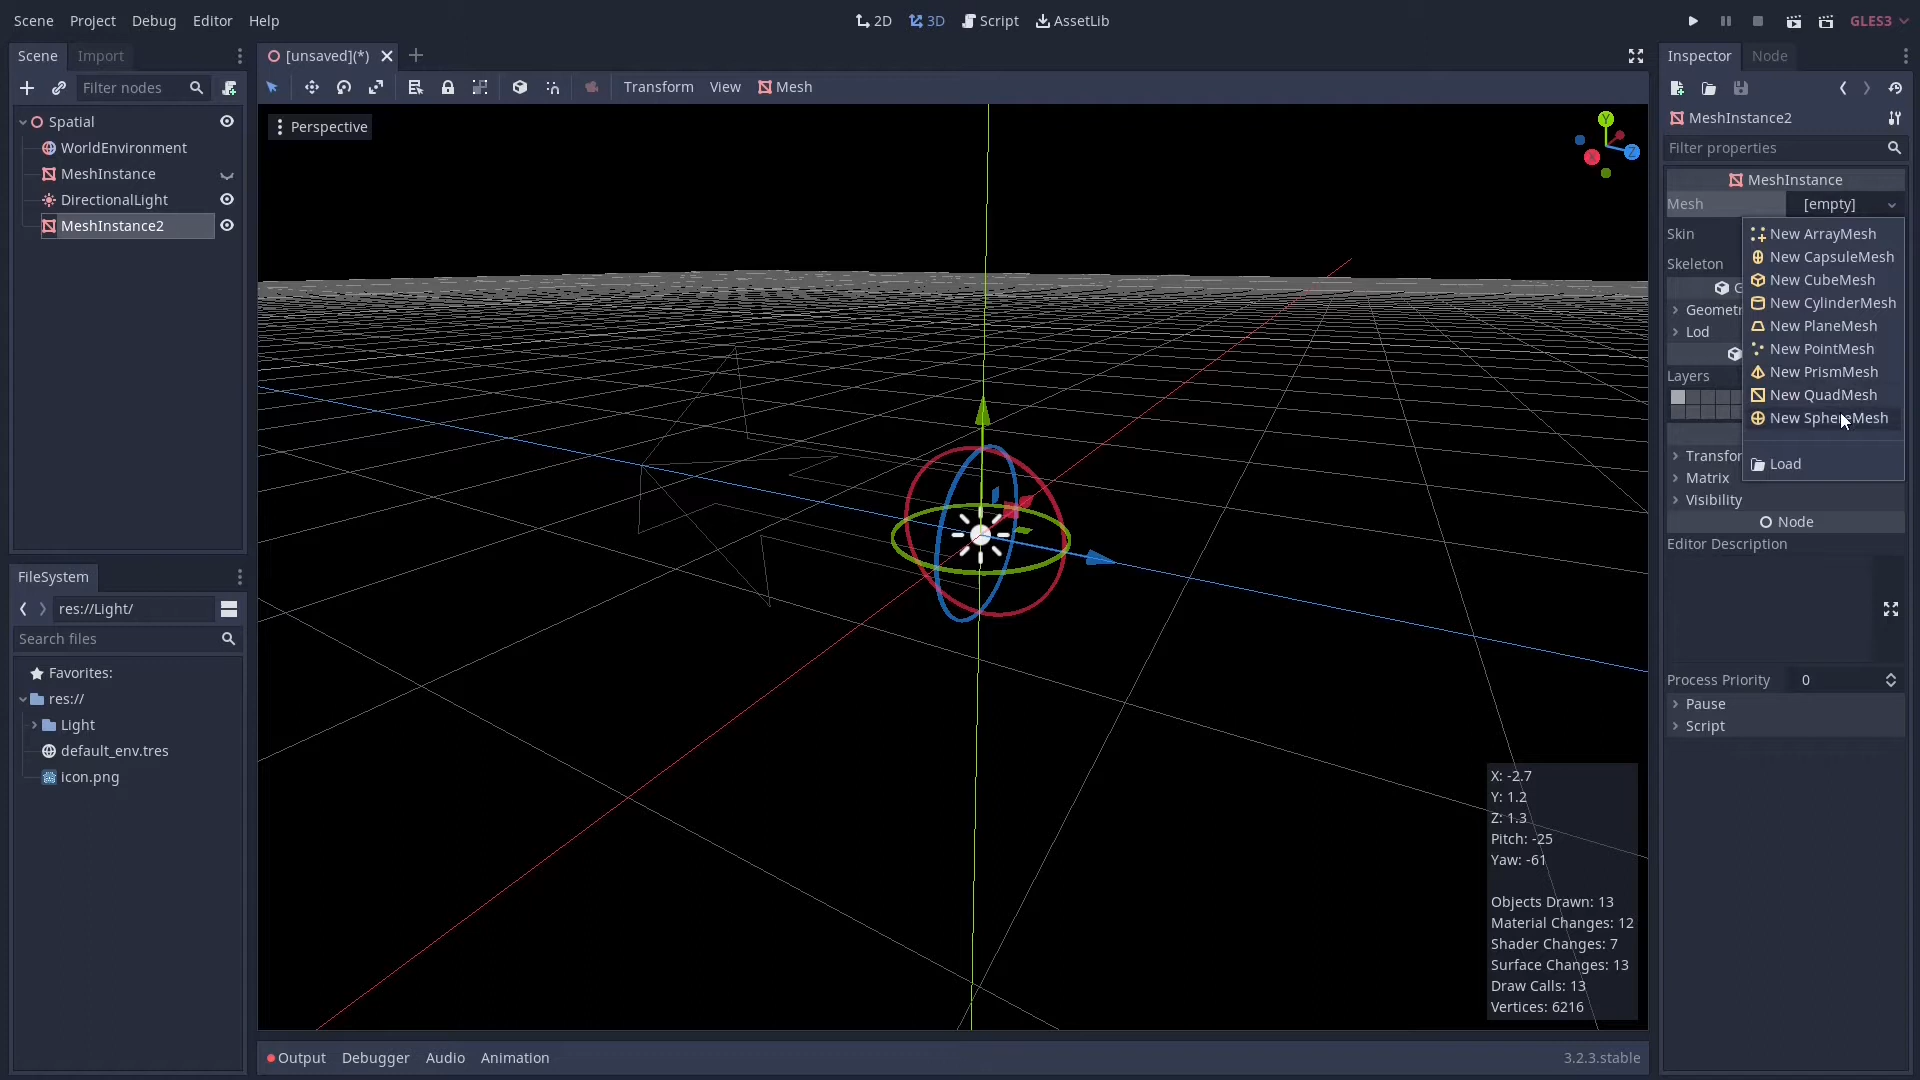 Scene Project Debug Editor Help
2D 3D Script AssetLib
GLES3
Scene Import
Filter nodes
Spatial
WorldEnvironment
MeshInstance
DirectionalLight
MeshInstance2
FileSystem
res://Light/
Search files
Favorites:
res://
Light
default_env.tres
icon.png
[unsaved](*)
Transform View Mesh
Perspective
Y
X
Z
X: -2.7
Y: 1.2
Z: 1.3
Pitch: -25
Yaw: -61
Objects Drawn: 13
Material Changes: 12
Shader Changes: 7
Surface Changes: 13
Draw Calls: 13
Vertices: 6216
Output Debugger Audio Animation
3.2.3.stable
Inspector Node
MeshInstance2
Filter properties
MeshInstance
Mesh [empty]
Skin
Skeleton
G
Geometr
Lod
Layers
Transfor
Matrix
Visibility
New ArrayMesh
New CapsuleMesh
New CubeMesh
New CylinderMesh
New PlaneMesh
New PointMesh
New PrismMesh
New QuadMesh
New SphereMesh
Load
Node
Editor Description
Process Priority 0
Pause
Script